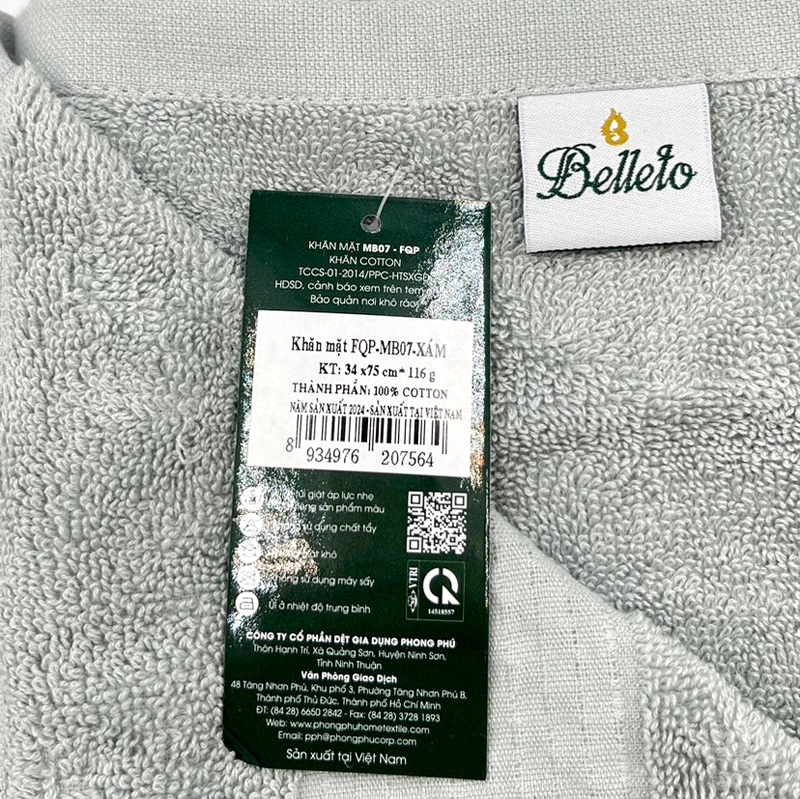 Belleto
KHĂN MẶT MB07 - FQP
KHĂN COTTON
TCCS-01-2014/PPC-HTSXGD
HDSD, cảnh báo xem trên tem
Bảo quản nơi khô ráo
Khăn mặt FQP-MB07-XÁM
KT: 34 x75 cm* 116 g
THÀNH PHẦN: 100% COTTON
NĂM SẢN XUẤT 2024 - SẢN XUẤT TẠI VIỆT NAM
8 934976 207564
túi giặt áp lực nhẹ
riêng sản phẩm màu
sử dụng chất tẩy
khô
Không sử dụng máy sấy
Ủi ở nhiệt độ trung bình
VTRI
14518557
CÔNG TY CỔ PHẦN DỆT GIA DỤNG PHONG PHÚ
Thôn Hạnh Trí, Xã Quảng Sơn, Huyện Ninh Sơn,
Tỉnh Ninh Thuận
Văn Phòng Giao Dịch
48 Tăng Nhơn Phú, Khu phố 3, Phường Tăng Nhơn Phú B,
Thành phố Thủ Đức, Thành phố Hồ Chí Minh
ĐT: (84 28) 6650 2842 - Fax: (84 28) 3728 1893
Web: www.phongphuhometextile.com
Email: pph@phongphucorp.com
Sản xuất tại Việt Nam